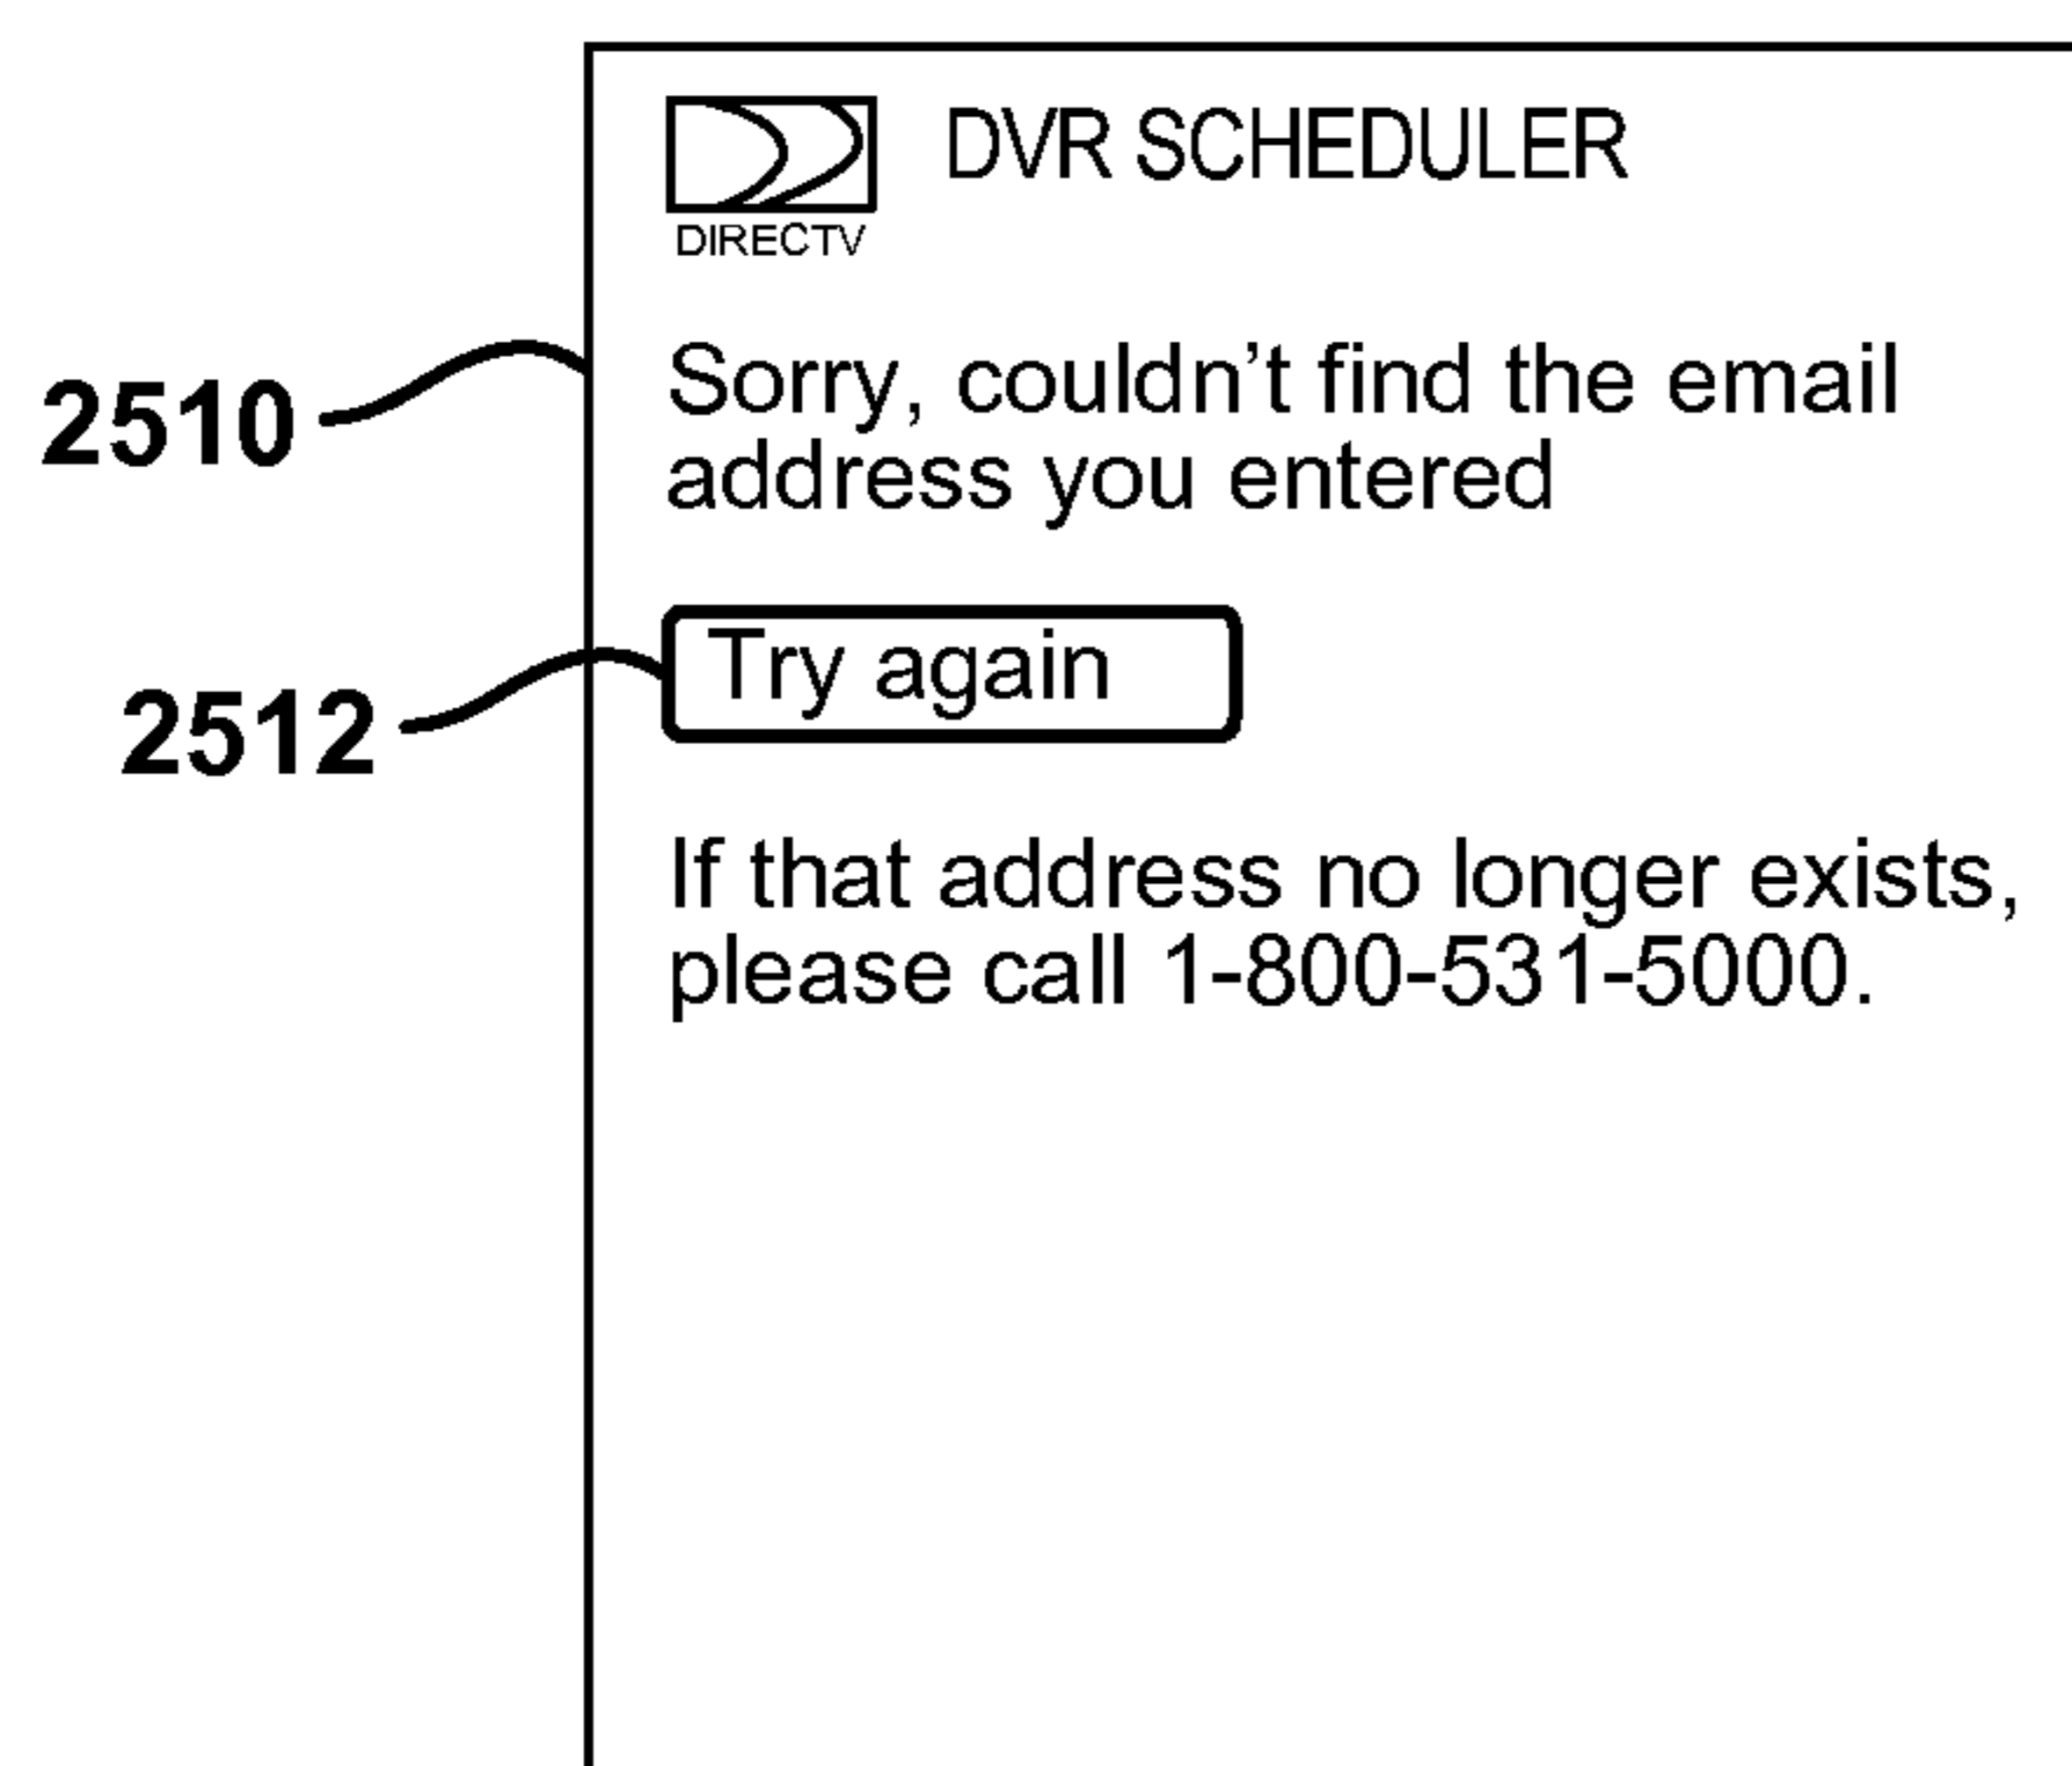 DVR SCHEDULER
DIRECTV
2510
Sorry, couldn’t find the email
address you entered
2512
Try again
If that address no longer exists,
please call 1-800-531-5000.